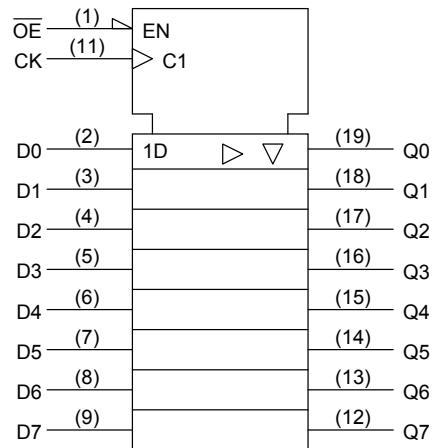 O̅E̅ (1) EN
CK (11) C1
D0 (2) 1D (19) Q0
D1 (3) (18) Q1
D2 (4) (17) Q2
D3 (5) (16) Q3
D4 (6) (15) Q4
D5 (7) (14) Q5
D6 (8) (13) Q6
D7 (9) (12) Q7